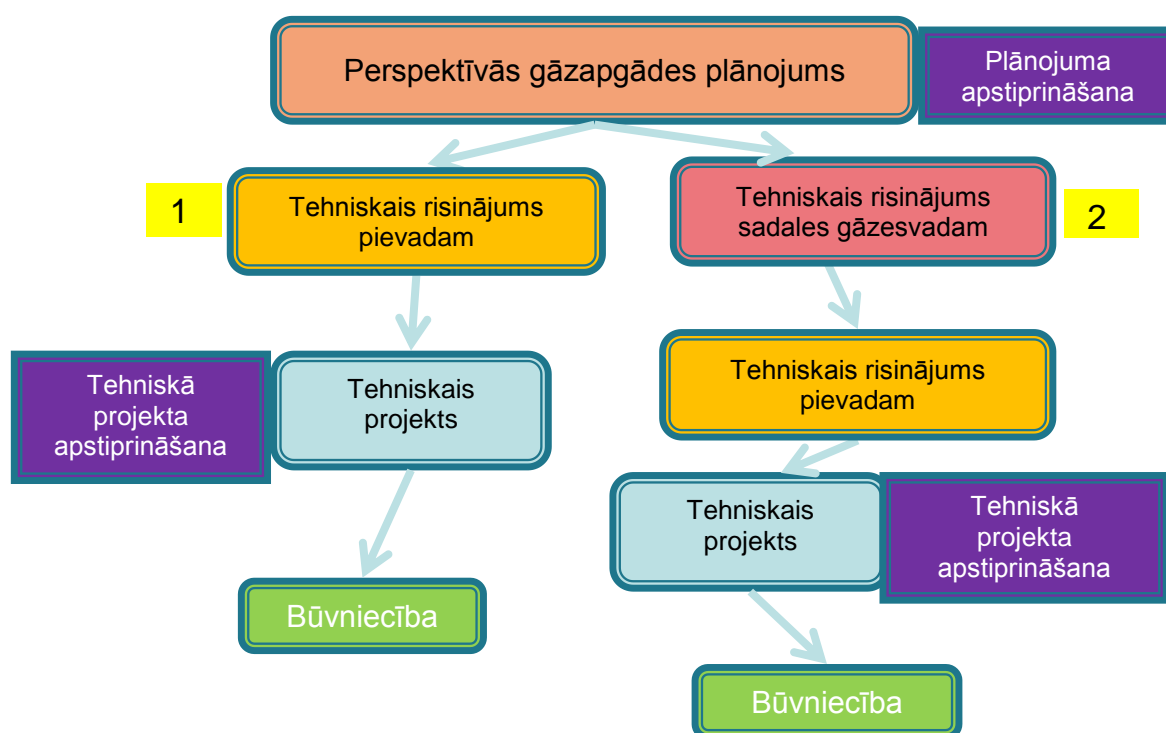 Perspektīvās gāzapgādes plānojums
Plānojuma
apstiprināšana
1
Tehniskais risinājums
pievadam
Tehniskais risinājums
sadales gāzesvadam
2
Tehniskā
projekta
apstiprināšana
Tehniskais
projekts
Tehniskais risinājums
pievadam
Tehniskais
projekts
Tehniskā
projekta
apstiprināšana
Būvniecība
Būvniecība